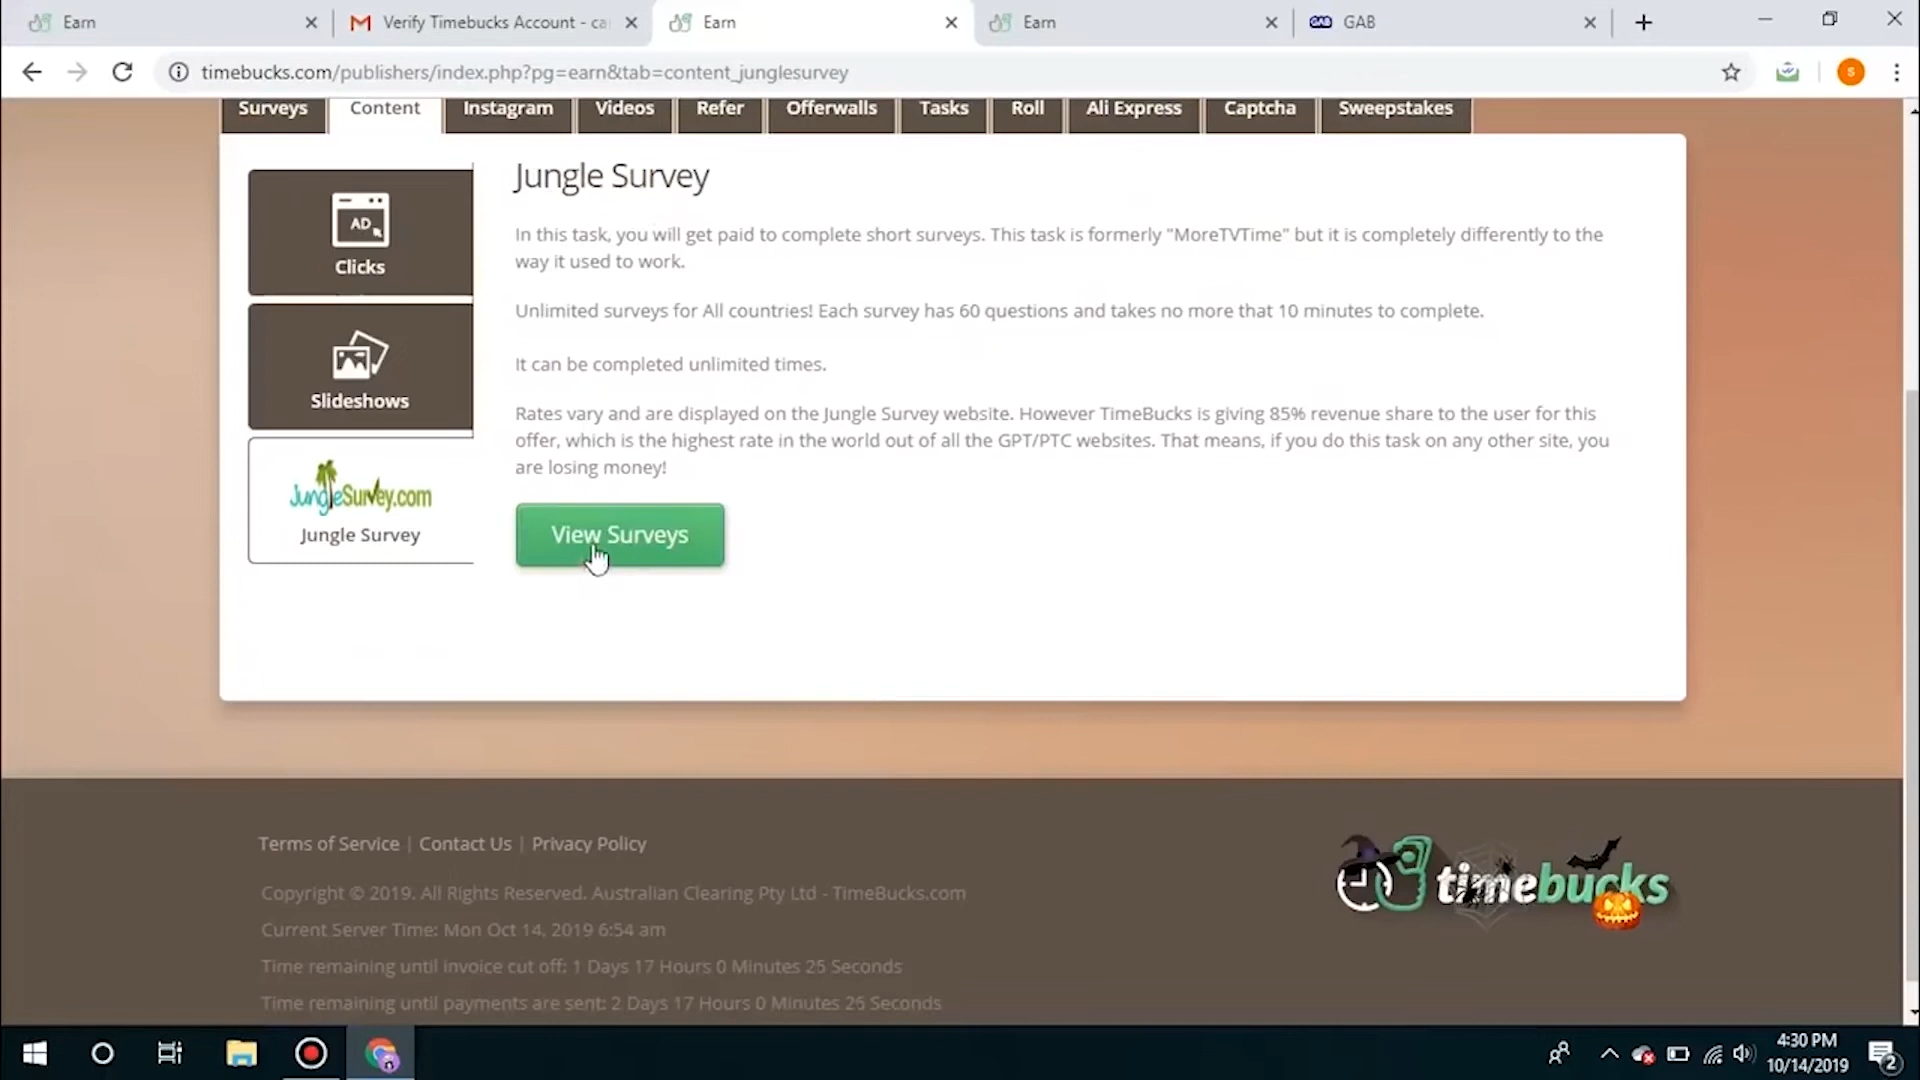 Earn
Verify Timebucks Account - ca
Earn
Earn
GAB GAB
timebucks.com/publishers/index.php?pg=earn&tab=content_junglesurvey
S
Surveys
Content
Instagram
Videos
Refer
Offerwalls
Tasks
Roll
Ali Express
Captcha
Sweepstakes
AD
Clicks
Slideshows
JungleSurvey.com
Jungle Survey
Jungle Survey
In this task, you will get paid to complete short surveys. This task is formerly "MoreTVTime" but it is completely differently to the
way it used to work.
Unlimited surveys for All countries! Each survey has 60 questions and takes no more that 10 minutes to complete.
It can be completed unlimited times.
Rates vary and are displayed on the Jungle Survey website. However TimeBucks is giving 85% revenue share to the user for this
offer, which is the highest rate in the world out of all the GPT/PTC websites. That means, if you do this task on any other site, you
are losing money!
View Surveys
Terms of Service | Contact Us | Privacy Policy
Copyright © 2019. All Rights Reserved. Australian Clearing Pty Ltd - TimeBucks.com
Current Server Time: Mon Oct 14, 2019 6:54 am
Time remaining until invoice cut off: 1 Days 17 Hours 0 Minutes 25 Seconds
Time remaining until payments are sent: 2 Days 17 Hours 0 Minutes 25 Seconds
timebucks
4:30 PM
10/14/2019
2